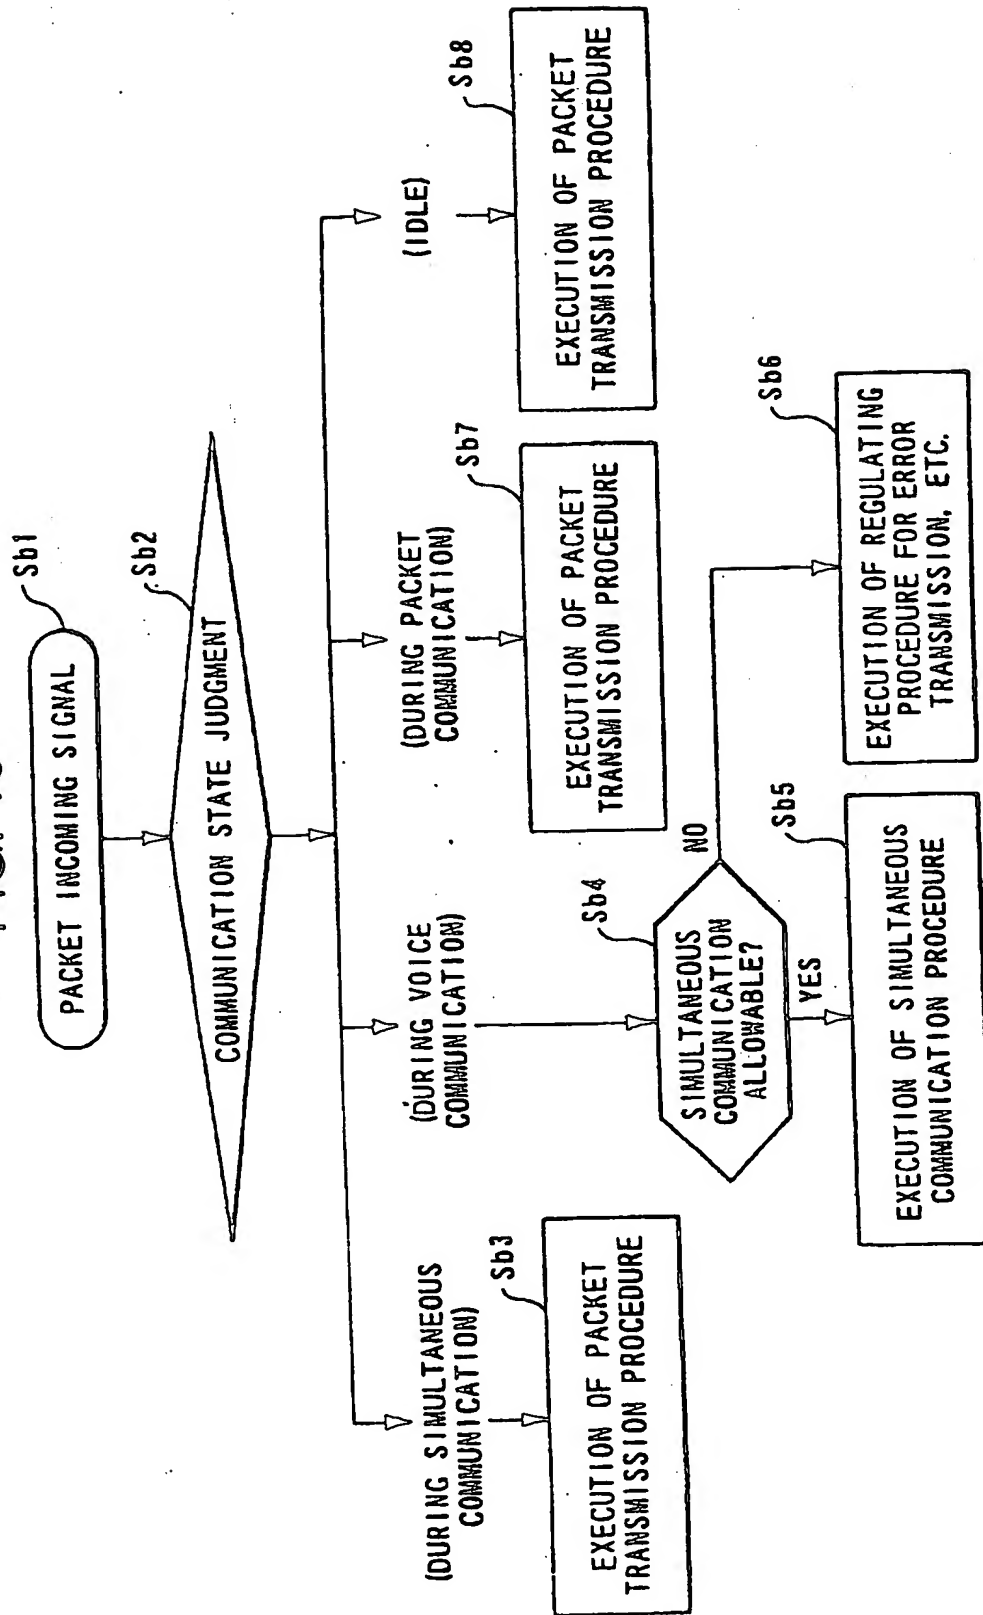 PACKET INCOMING SIGNAL
Sb1
COMMUNICATION STATE JUDGMENT
Sb2
(DURING SIMULTANEOUS
COMMUNICATION)
(DURING VOICE
COMMUNICATION)
(DURING PACKET
COMMUNICATION)
(IDLE)
Sb3
EXECUTION OF PACKET
TRANSMISSION PROCEDURE
Sb4
SIMULTANEOUS
COMMUNICATION
ALLOWABLE?
NO
YES
Sb7
EXECUTION OF PACKET
TRANSMISSION PROCEDURE
Sb8
EXECUTION OF PACKET
TRANSMISSION PROCEDURE
Sb5
EXECUTION OF SIMULTANEOUS
COMMUNICATION PROCEDURE
Sb6
EXECUTION OF REGULATING
PROCEDURE FOR ERROR
TRANSMISSION, ETC.